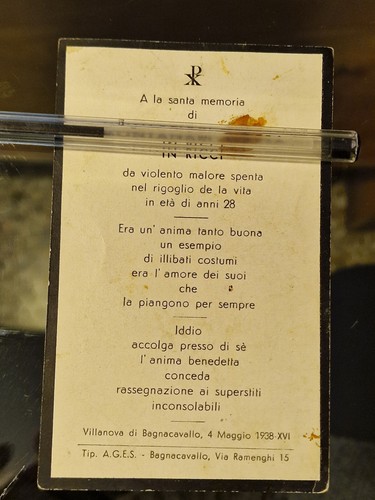 A la santa memoria
di
IN RICCI
da violento malore spenta
nel rigoglio de la vita
in età di anni 28
Era un' anima tanto buona
un esempio
di illibati costumi
era l' amore dei suoi
che
la piangono per sempre
Iddio
accolga presso di sè
l' anima benedetta
conceda
rassegnazione ai superstiti
inconsolabili
Villanova di Bagnacavallo, 4 Maggio 1938-XVI
Tip. A.G.E.S. - Bagnacavallo, Via Ramenghi 15